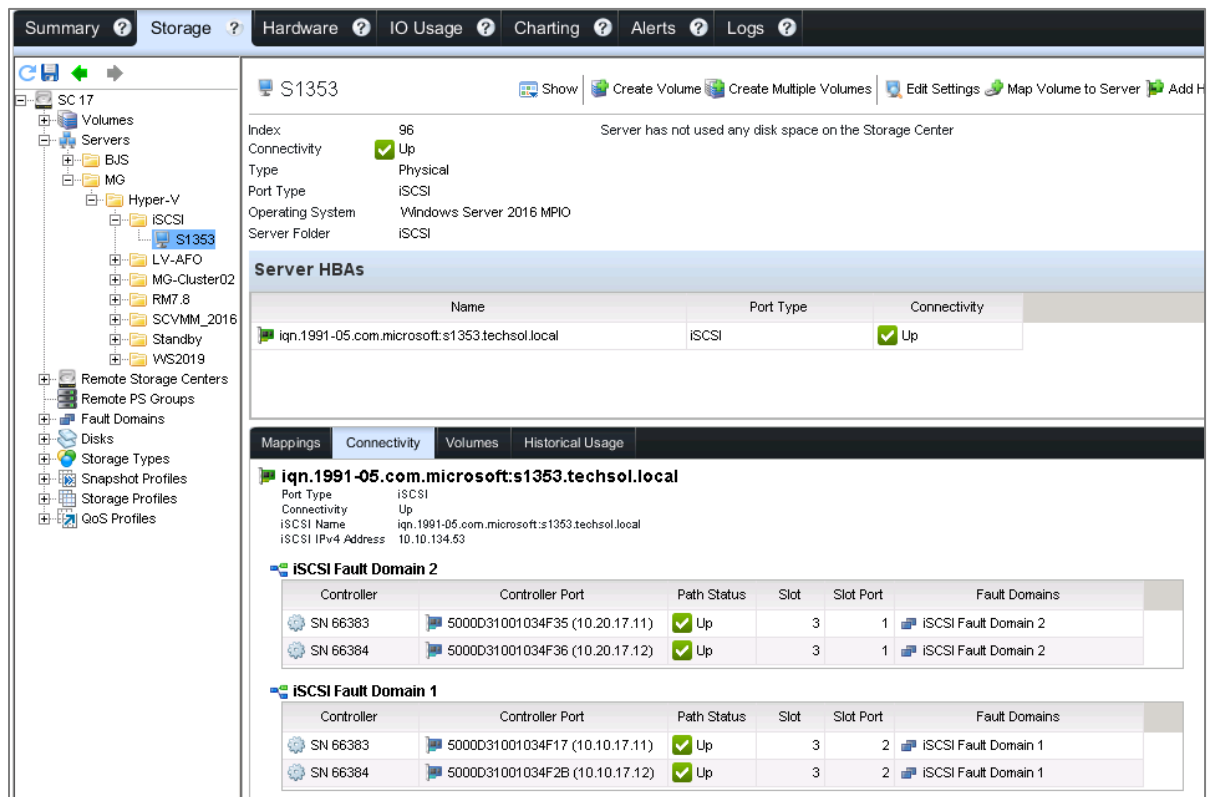 Summary ? Storage ? Hardware ? IO Usage ? Charting ? Alerts ? Logs ?
SC 17
Volumes
Servers
BJS
MG
Hyper-V
iSCSI
S1353
LV-AFO
MG-Cluster02
RM7.8
SCVMM_2016
Standby
WS2019
Remote Storage Centers
Remote PS Groups
Fault Domains
Disks
Storage Types
Snapshot Profiles
Storage Profiles
QoS Profiles
S1353 Show Create Volume Create Multiple Volumes Edit Settings Map Volume to Server Add H
Index 96 Server has not used any disk space on the Storage Center
Connectivity Up
Type Physical
Port Type iSCSI
Operating System Windows Server 2016 MPIO
Server Folder iSCSI
Server HBAs
Name Port Type Connectivity
iqn.1991-05.com.microsoft:s1353.techsol.local iSCSI Up
Mappings Connectivity Volumes Historical Usage
iqn.1991-05.com.microsoft:s1353.techsol.local
Port Type iSCSI
Connectivity Up
iSCSI Name iqn.1991-05.com.microsoft:s1353.techsol.local
iSCSI IPv4 Address 10.10.134.53
iSCSI Fault Domain 2
Controller Controller Port Path Status Slot Slot Port Fault Domains
SN 66383 5000D31001034F35 (10.20.17.11) Up 3 1 iSCSI Fault Domain 2
SN 66384 5000D31001034F36 (10.20.17.12) Up 3 1 iSCSI Fault Domain 2
iSCSI Fault Domain 1
Controller Controller Port Path Status Slot Slot Port Fault Domains
SN 66383 5000D31001034F17 (10.10.17.11) Up 3 2 iSCSI Fault Domain 1
SN 66384 5000D31001034F2B (10.10.17.12) Up 3 2 iSCSI Fault Domain 1